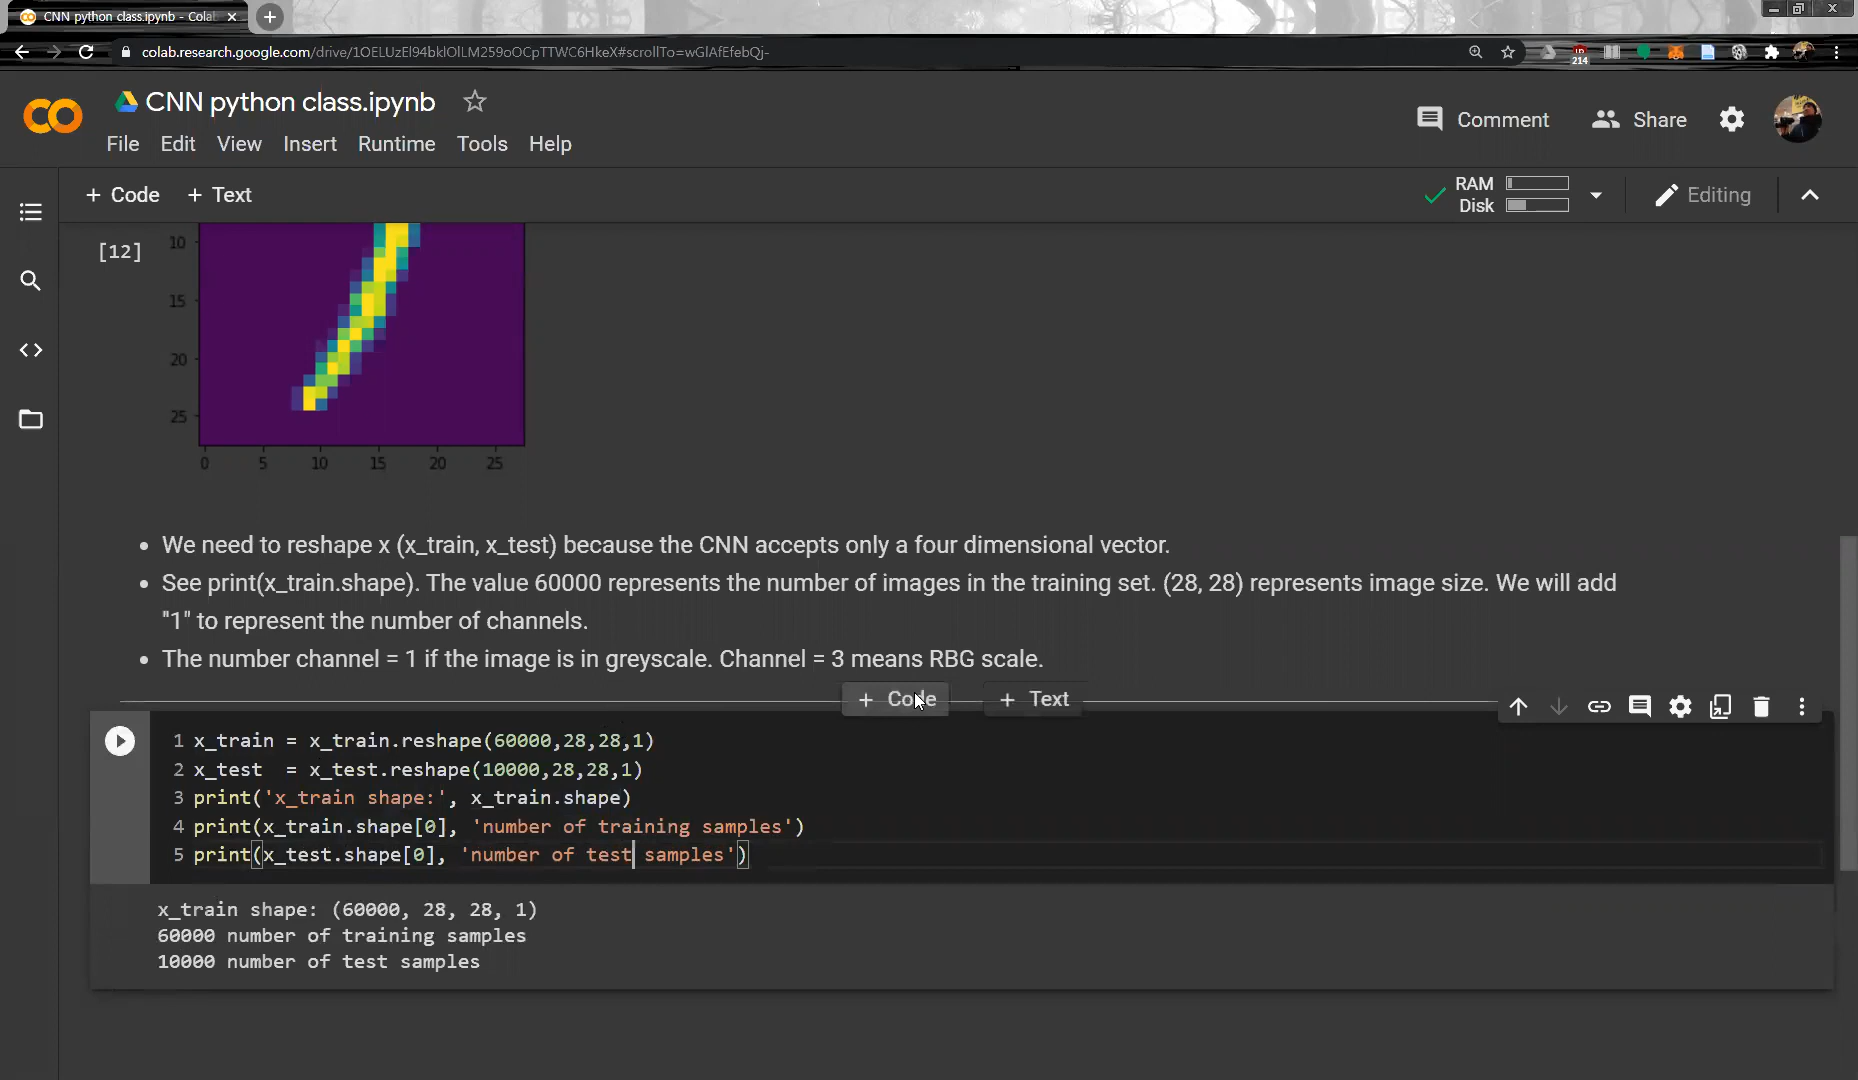 CNN python class.ipynb - Colab
colab.research.google.com/drive/1OELUzEl94bklOlLM259oOCpTTWC6HkeX#scrollTo=wGlAfEfebQj-
214
CNN python class.ipynb
Comment
Share
File Edit View Insert Runtime Tools Help
+ Code + Text
RAM
Disk
Editing
[12]
10
15
20
25
0 5 10 15 20 25
• We need to reshape x (x_train, x_test) because the CNN accepts only a four dimensional vector.
• See print(x_train.shape). The value 60000 represents the number of images in the training set. (28, 28) represents image size. We will add
"1" to represent the number of channels.
• The number channel = 1 if the image is in greyscale. Channel = 3 means RBG scale.
+ Code + Text
1 x_train = x_train.reshape(60000,28,28,1)
2 x_test  = x_test.reshape(10000,28,28,1)
3 print('x_train shape:', x_train.shape)
4 print(x_train.shape[0], 'number of training samples')
5 print(x_test.shape[0], 'number of test samples')
x_train shape: (60000, 28, 28, 1)
60000 number of training samples
10000 number of test samples